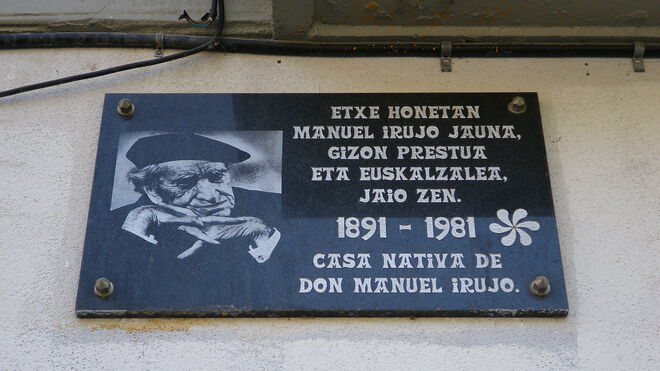 ETXE HONETAN
MANUEL iRUJO JAUNA,
GIZON PRESTUA
ETA EUSKALZALEA,
JAIO ZEN.
1891 - 1981
CASA NATIVA DE
DON MANUEL iRUJO.